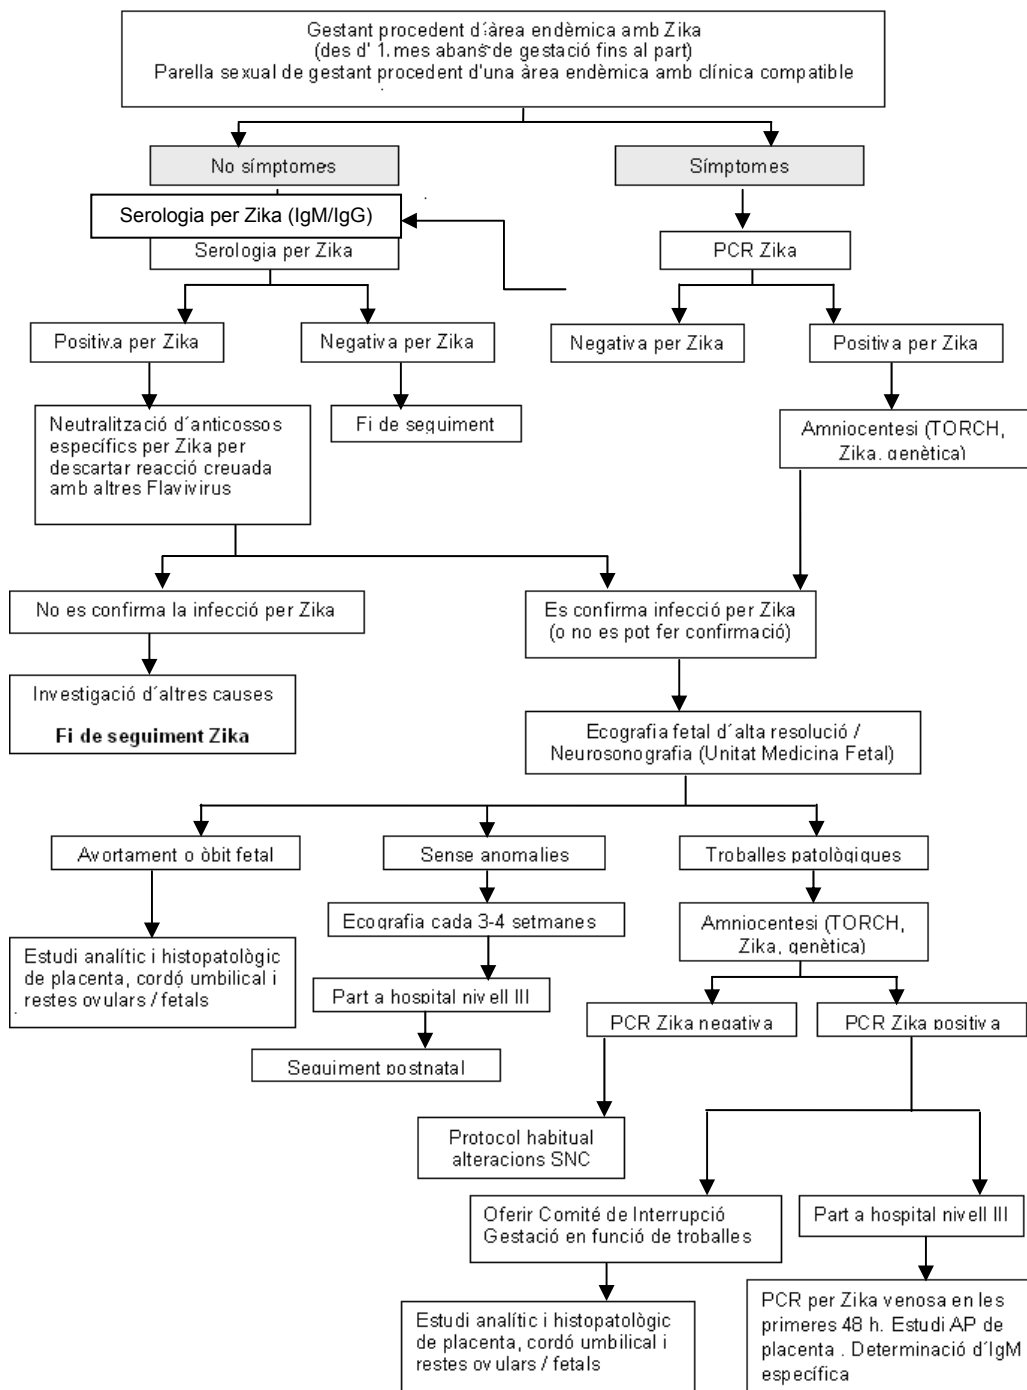 Gestant procedent d´àrea endèmica amb Zika
(des d' 1. mes abans de gestació fins al part)
Parella sexual de gestant procedent d'una àrea endèmica amb clínica compatible
No símptomes
Símptomes
Serologia per Zika (IgM/IgG)
Serologia per Zika
PCR Zika
Positiva per Zika
Negativa per Zika
Negativa per Zika
Positiva per Zika
Neutralització d´anticossos
específics per Zika per
descartar reacció creuada
amb altres Flavivirus
Fi de seguiment
Amniocentesi (TORCH,
Zika, genètica)
No es confirma la infecció per Zika
Es confirma infecció per Zika
(o no es pot fer confirmació)
Investigació d´altres causes
Fi de seguiment Zika
Ecografia fetal d´alta resolució /
Neurosonografia (Unitat Medicina Fetal)
Avortament o òbit fetal
Sense anomalies
Troballes patològiques
Ecografia cada 3-4 setmanes
Amniocentesi (TORCH,
Zika, genètica)
Estudi analític i histopatològic
de placenta, cordó umbilical i
restes ovulars / fetals
Part a hospital nivell III
PCR Zika negativa
PCR Zika positiva
Seguiment postnatal
Protocol habitual
alteracions SNC
Oferir Comité de Interrupció
Gestació en funció de troballes
Part a hospital nivell III
Estudi analític i histopatològic
de placenta, cordó umbilical i
restes ovulars / fetals
PCR per Zika venosa en les
primeres 48 h. Estudi AP de
placenta . Determinació d´IgM
específica